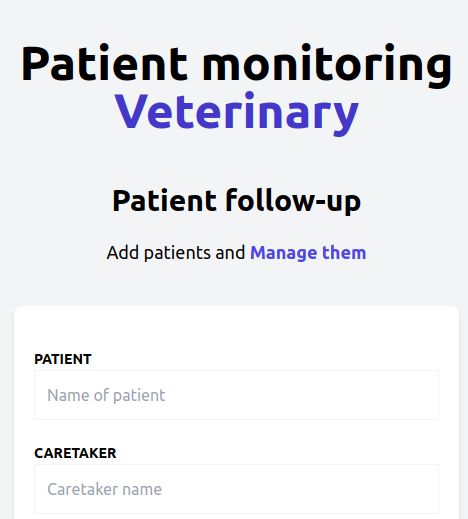 Patient monitoring
Veterinary
Patient follow-up
Add patients and Manage them
PATIENT
Name of patient
CARETAKER
Caretaker name